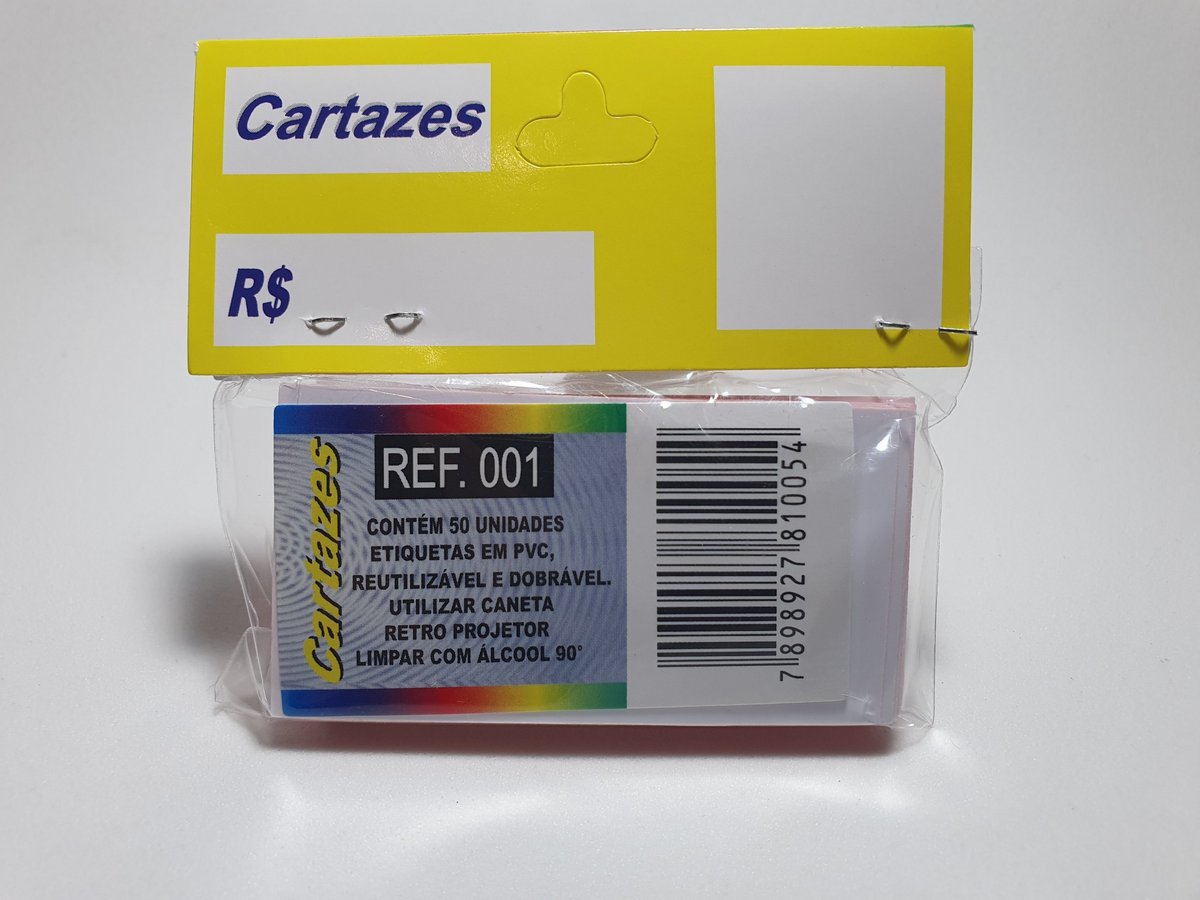 Cartazes
R$
Cartazes
REF. 001
CONTÉM 50 UNIDADES
ETIQUETAS EM PVC,
REUTILIZÁVEL E DOBRÁVEL.
UTILIZAR CANETA
RETRO PROJETOR
LIMPAR COM ÁLCOOL 90°
7 898927 810054